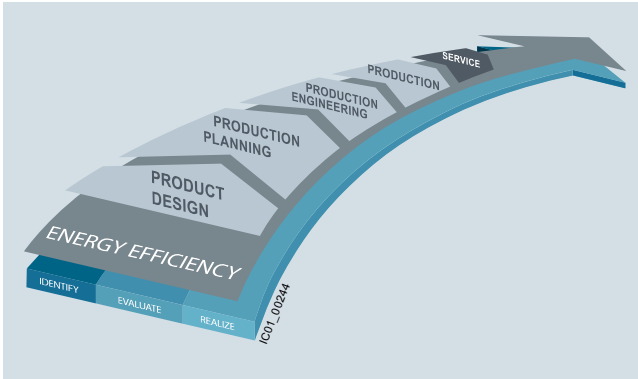 SERVICE
PRODUCTION
PRODUCTION
ENGINEERING
PRODUCTION
PLANNING
PRODUCT
DESIGN
ENERGY EFFICIENCY
IDENTIFY
EVALUATE
REALIZE
IC01_00244